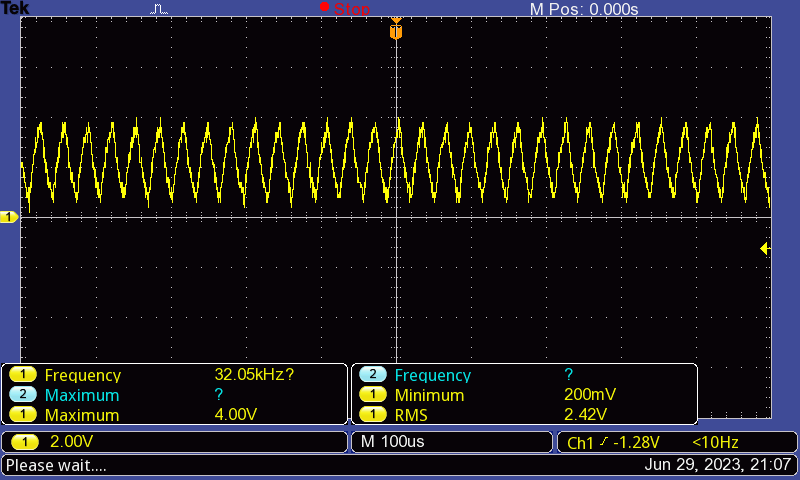 Tek Stop M Pos: 0.000s
T
1
1 Frequency 32.05kHz? 2 Frequency ?
2 Maximum ? 1 Minimum 200mV
1 Maximum 4.00V 1 RMS 2.42V
1 2.00V M 100us Ch1 -1.28V <10Hz
Please wait.... Jun 29, 2023, 21:07